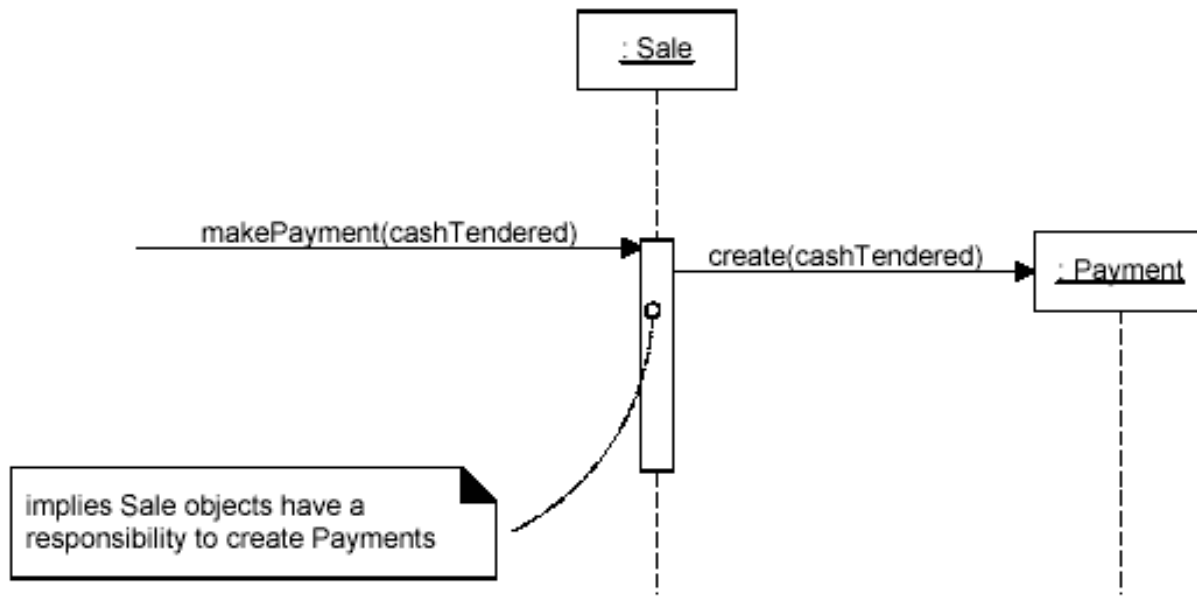 : Sale
makePayment(cashTendered)
create(cashTendered)
: Payment
implies Sale objects have a
responsibility to create Payments